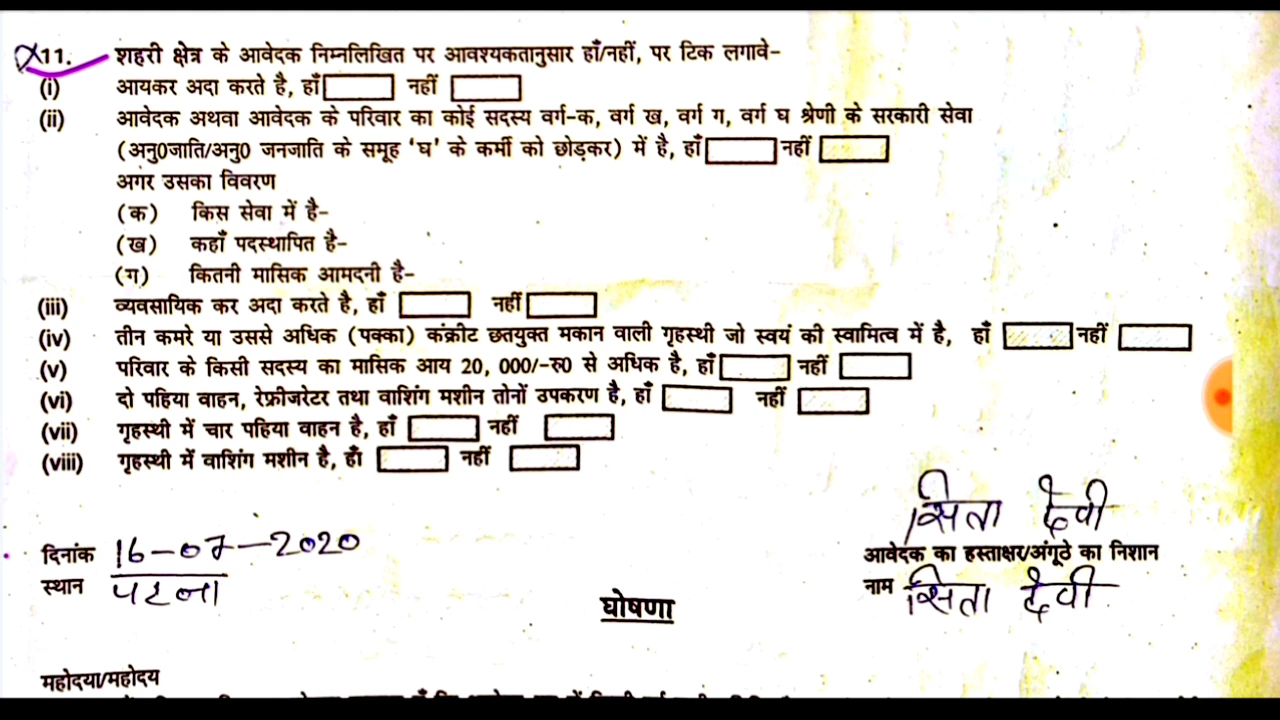 11. शहरी क्षेत्र के आवेदक निम्नलिखित पर आवश्यकतानुसार हाँ/नहीं, पर टिक लगावे-
(i) आयकर अदा करते है, हाँ नहीं
(ii) आवेदक अथवा आवेदक के परिवार का कोई सदस्य वर्ग-क, वर्ग ख, वर्ग ग, वर्ग घ श्रेणी के सरकारी सेवा
(अनु0जाति/अनु0 जनजाति के समूह 'घ' के कर्मी को छोड़कर) में है, हाँ नहीं
अगर उसका विवरण
(क) किस सेवा में है-
(ख) कहाँ पदस्थापित है-
(ग) कितनी मासिक आमदनी है-
(iii) व्यवसायिक कर अदा करते है, हाँ नहीं
(iv) तीन कमरे या उससे अधिक (पक्का) कंक्रीट छतयुक्त मकान वाली गृहस्थी जो स्वयं की स्वामित्व में है, हाँ नहीं
(v) परिवार के किसी सदस्य का मासिक आय 20, 000/-रु0 से अधिक है, हाँ नहीं
(vi) दो पहिया वाहन, रेफ्रीजरेटर तथा वाशिंग मशीन तोनों उपकरण है, हाँ नहीं
(vii) गृहस्थी में चार पहिया वाहन है, हाँ नहीं
(viii) गृहस्थी में वाशिंग मशीन है, हाँ नहीं
सिता देवी
दिनांक 16-07-2020 आवेदक का हस्ताक्षर/अंगूठे का निशान
स्थान पटना नाम सिता देवी
घोषणा
महोदया/महोदय